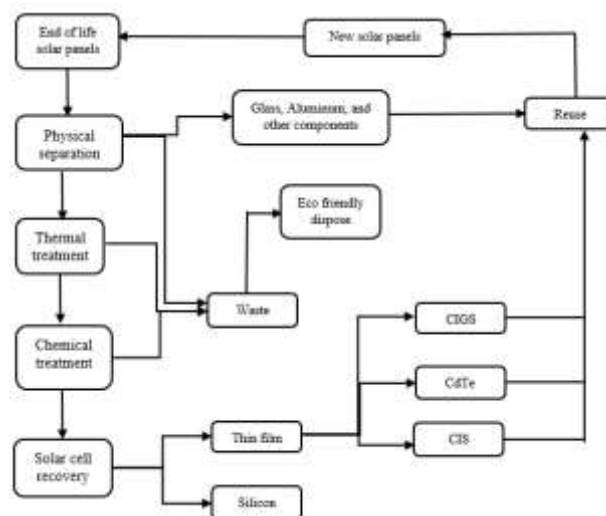 End of life
solar panels
New solar panels
Glass, Aluminum, and
other components
Reuse
Physical
separation
Eco friendly
dispose
Thermal
treatment
Waste
CIGS
Chemical
treatment
CdTe
Thin film
CIS
Solar cell
recovery
Silicon